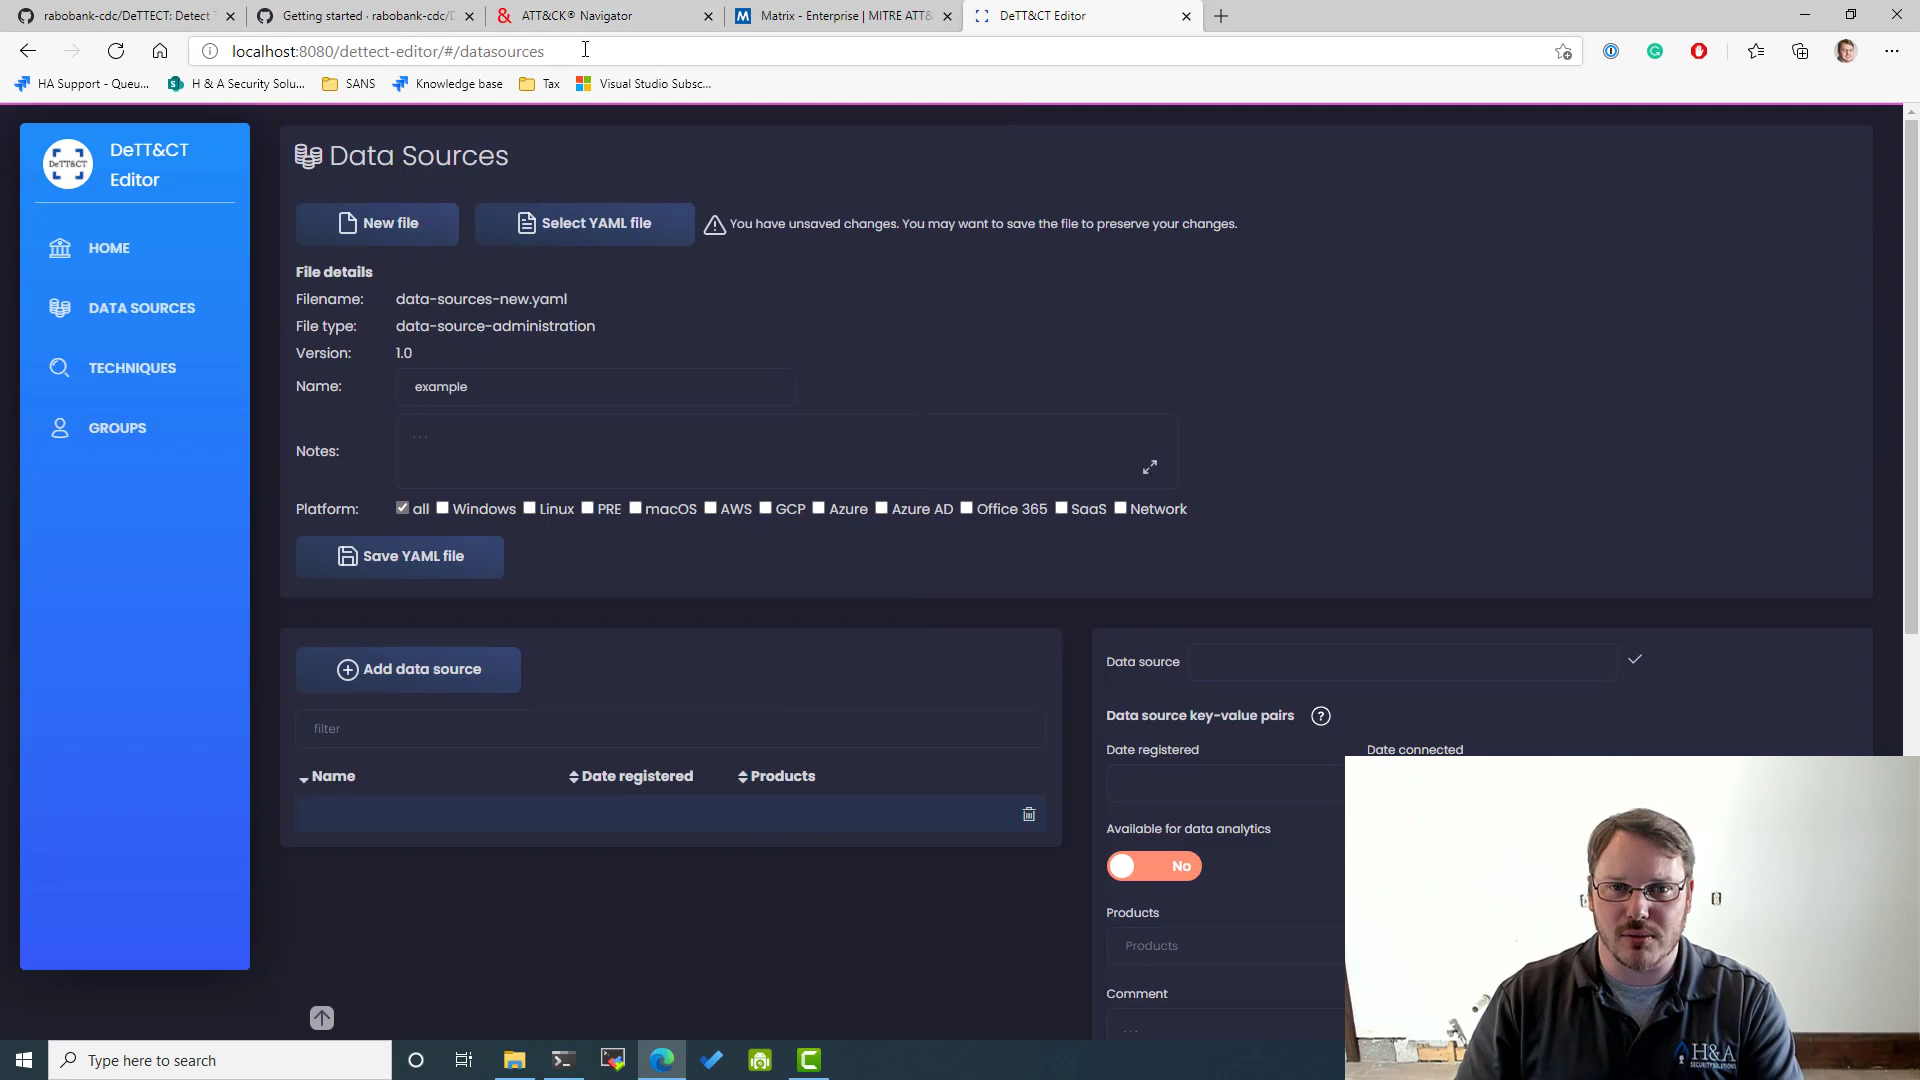 rabobank-cdc/DeTTECT: Detect T
Getting started · rabobank-cdc/D
ATT&CK® Navigator
Matrix - Enterprise | MITRE ATT&
DeTT&CT Editor
localhost:8080/dettect-editor/#/datasources
HA Support - Queu...
H & A Security Solu...
SANS
Knowledge base
Tax
Visual Studio Subsc...
DeTT&CT
DeTT&CT
Editor
HOME
DATA SOURCES
TECHNIQUES
GROUPS
Data Sources
New file
Select YAML file
You have unsaved changes. You may want to save the file to preserve your changes.
File details
Filename: data-sources-new.yaml
File type: data-source-administration
Version: 1.0
Name: example
Notes: ...
Platform: all Windows Linux PRE macOS AWS GCP Azure Azure AD Office 365 SaaS Network
Save YAML file
Add data source
filter
Name Date registered Products
Data source
Data source key-value pairs ?
Date registered Date connected
Available for data analytics
No
Products
Products
Comment
...
H&A
SECURITY SOLUTIONS
Type here to search